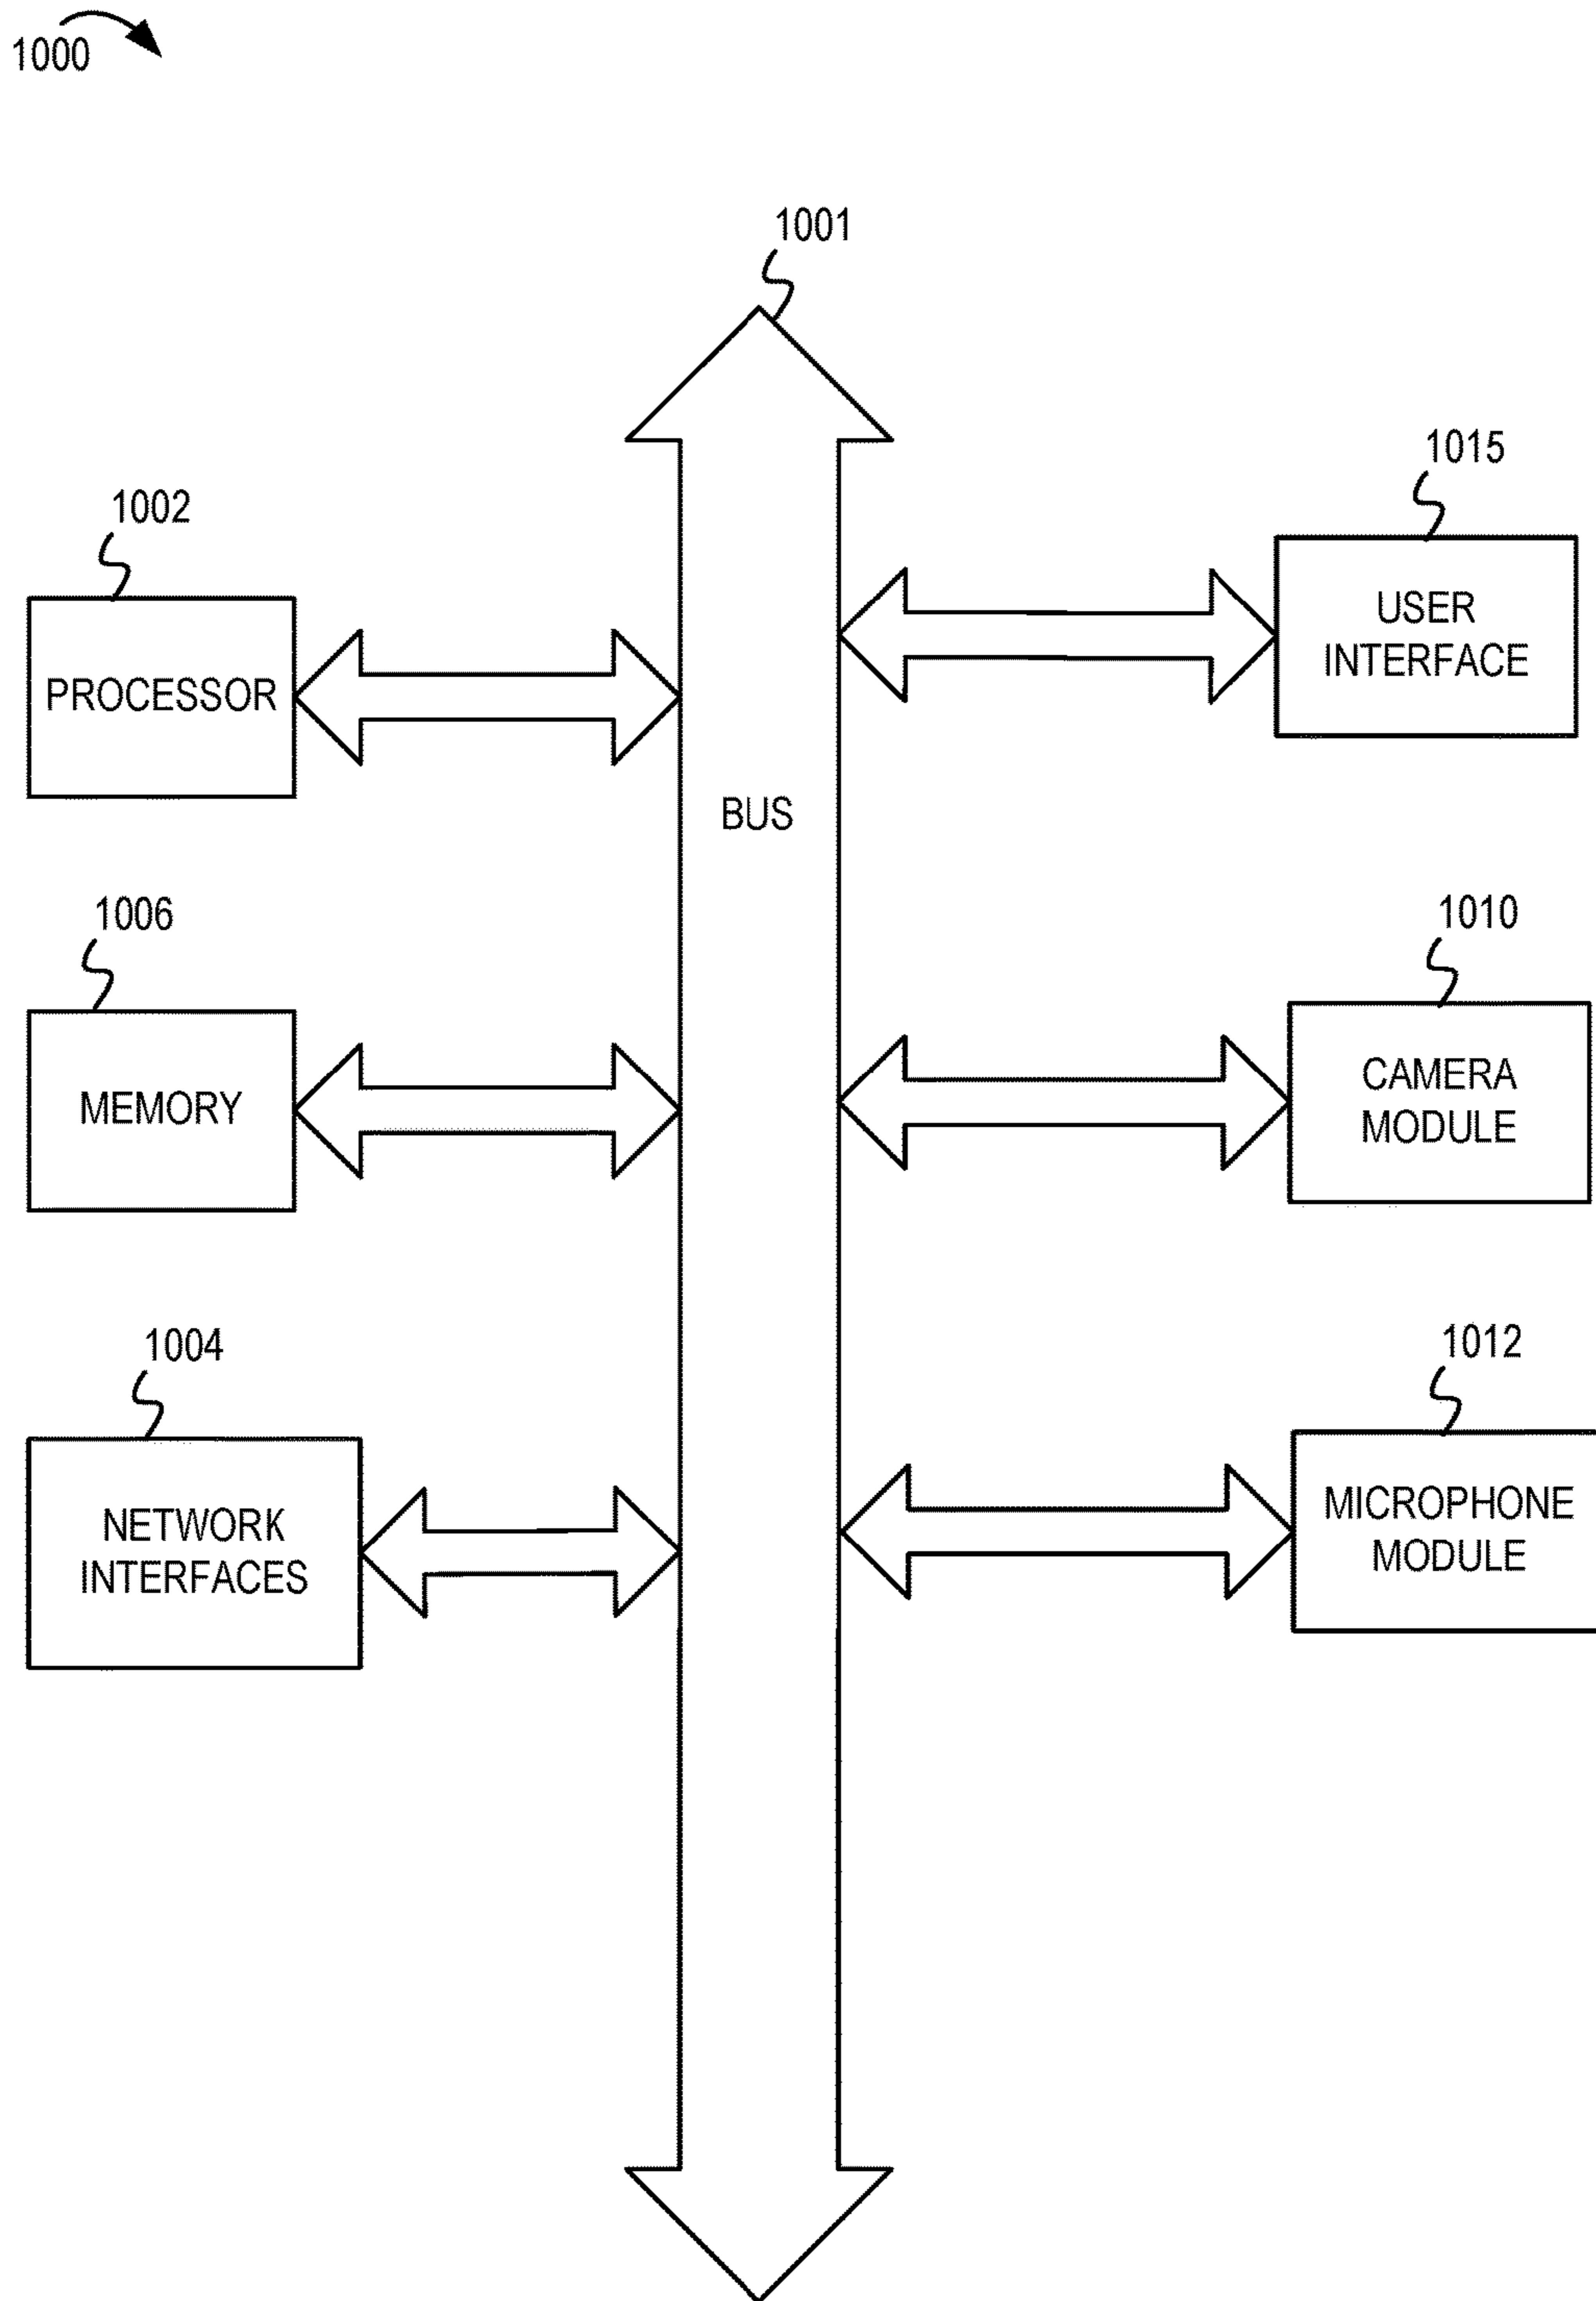 1000
1001
1015
USER
INTERFACE
1002
PROCESSOR
BUS
1006
MEMORY
1010
CAMERA
MODULE
1004
NETWORK
INTERFACES
1012
MICROPHONE
MODULE